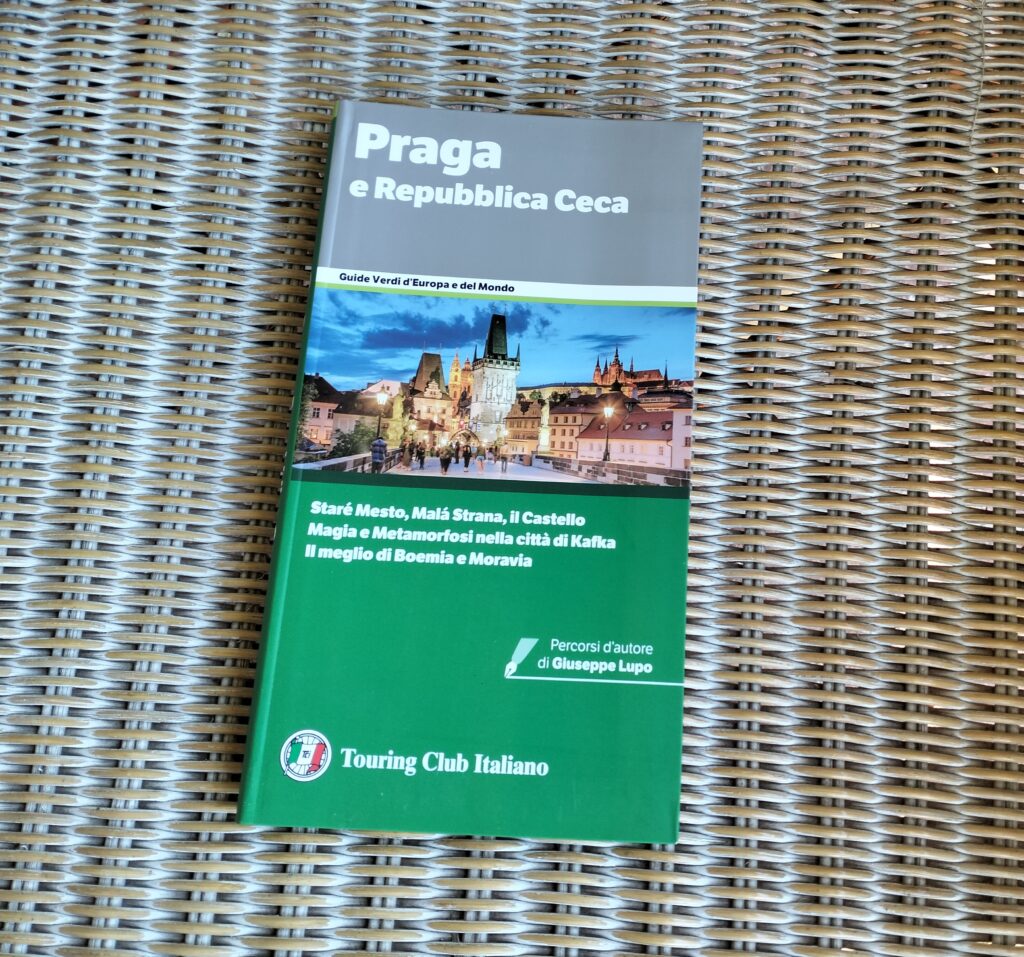 Praga
e Repubblica Ceca
Guide Verdi d'Europa e del Mondo
Staré Mesto, Malá Strana, il Castello
Magia e Metamorfosi nella città di Kafka
Il meglio di Boemia e Moravia
Percorsi d'autore
di Giuseppe Lupo
Touring Club Italiano